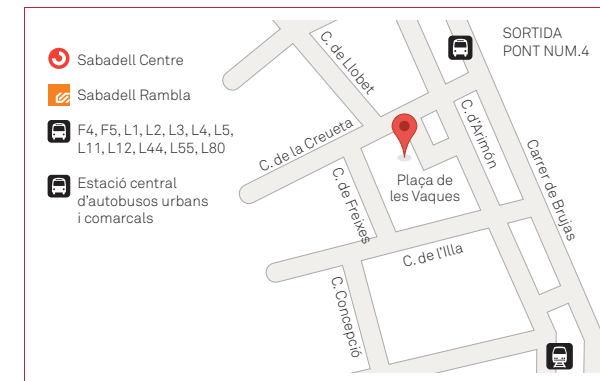 SORTIDA
PONT NUM.4
Sabadell Centre
Sabadell Rambla
F4, F5, L1, L2, L3, L4, L5,
L11, L12, L44, L55, L80
Estació central
d'autobusos urbans
i comarcals
C. de Llobet
C. de la Creueta
C. d'Arimón
Carrer de Brujas
Plaça de
les Vaques
C. de Freixes
C. de l'Illa
C. Concepció